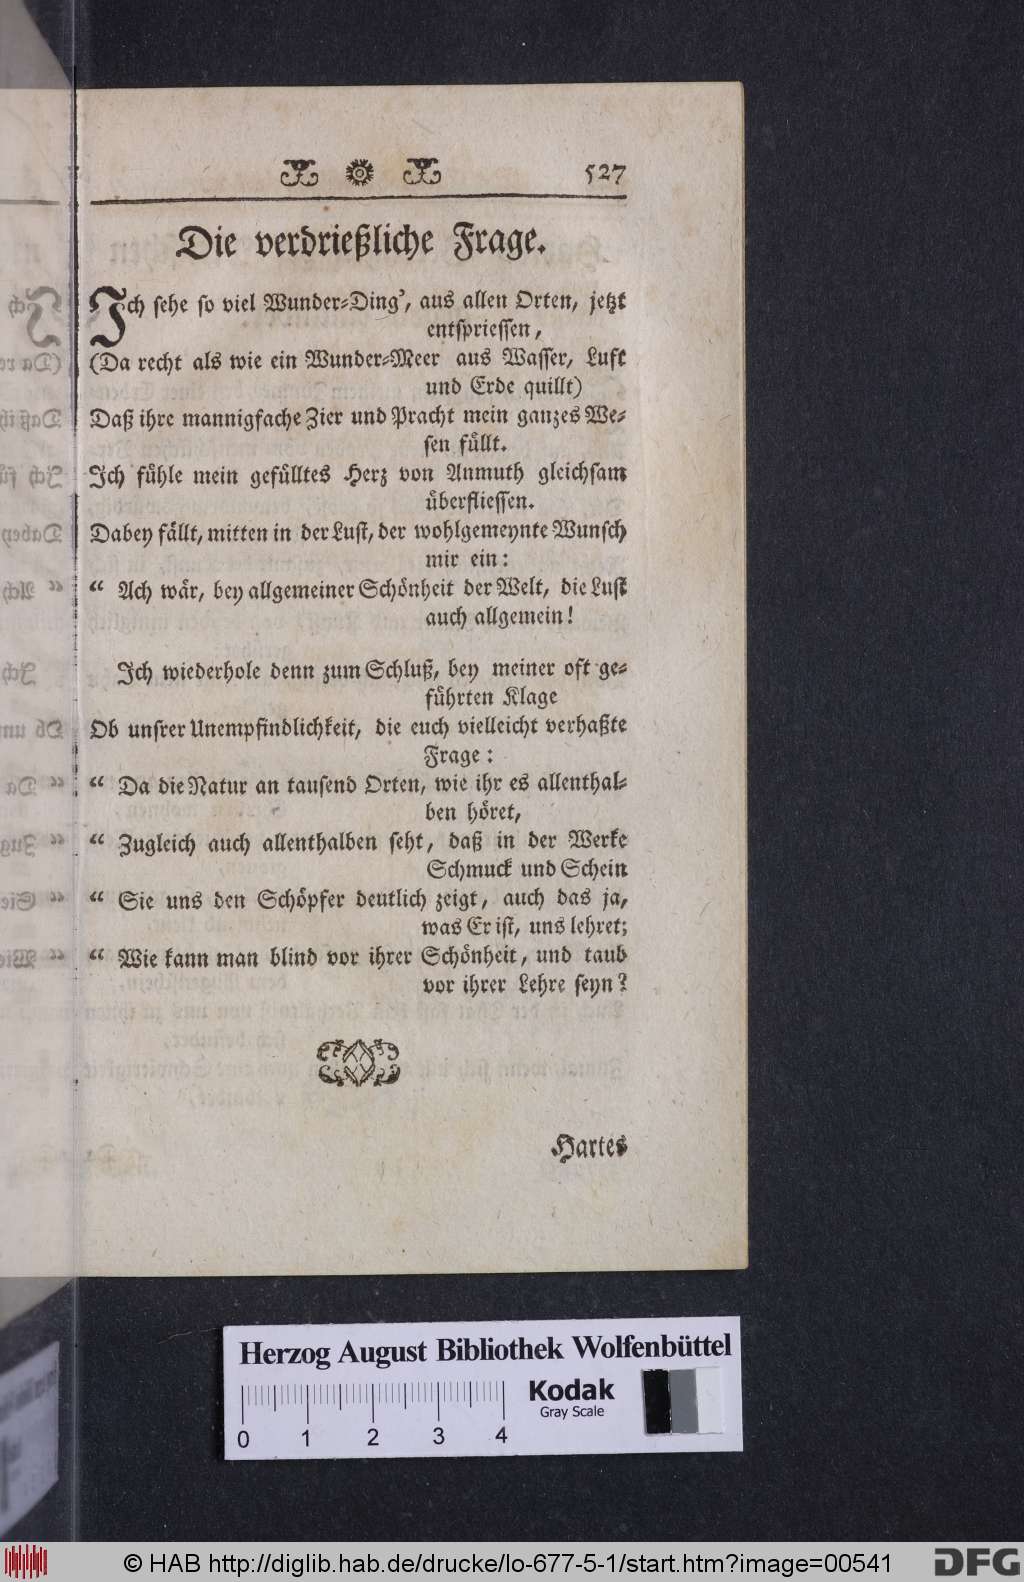 527
Die verdrießliche Frage.
Ich sehe so viel Wunder-Ding', aus allen Orten, jetzt
entspriessen,
(Da recht als wie ein Wunder-Meer aus Wasser, Luft
und Erde quillt)
Daß ihre mannigfache Zier und Pracht mein ganzes We-
sen füllt.
Ich fühle mein gefülltes Herz von Anmuth gleichsam
überfliessen.
Dabey fällt, mitten in der Lust, der wohlgemeynte Wunsch
mir ein:
“ Ach wär, bey allgemeiner Schönheit der Welt, die Lust
auch allgemein!
Ich wiederhole denn zum Schluß, bey meiner oft ge-
führten Klage
Ob unsrer Unempfindlichkeit, die euch vielleicht verhaßte
Frage:
“ Da die Natur an tausend Orten, wie ihr es allenthal-
ben höret,
“ Zugleich auch allenthalben seht, daß in der Werke
Schmuck und Schein
“ Sie uns den Schöpfer deutlich zeigt, auch das ja,
was Er ist, uns lehret;
“ Wie kann man blind vor ihrer Schönheit, und taub
vor ihrer Lehre seyn?
Hartes
Herzog August Bibliothek Wolfenbüttel
Kodak
Gray Scale
0 1 2 3 4
© HAB http://diglib.hab.de/drucke/lo-677-5-1/start.htm?image=00541
DFG